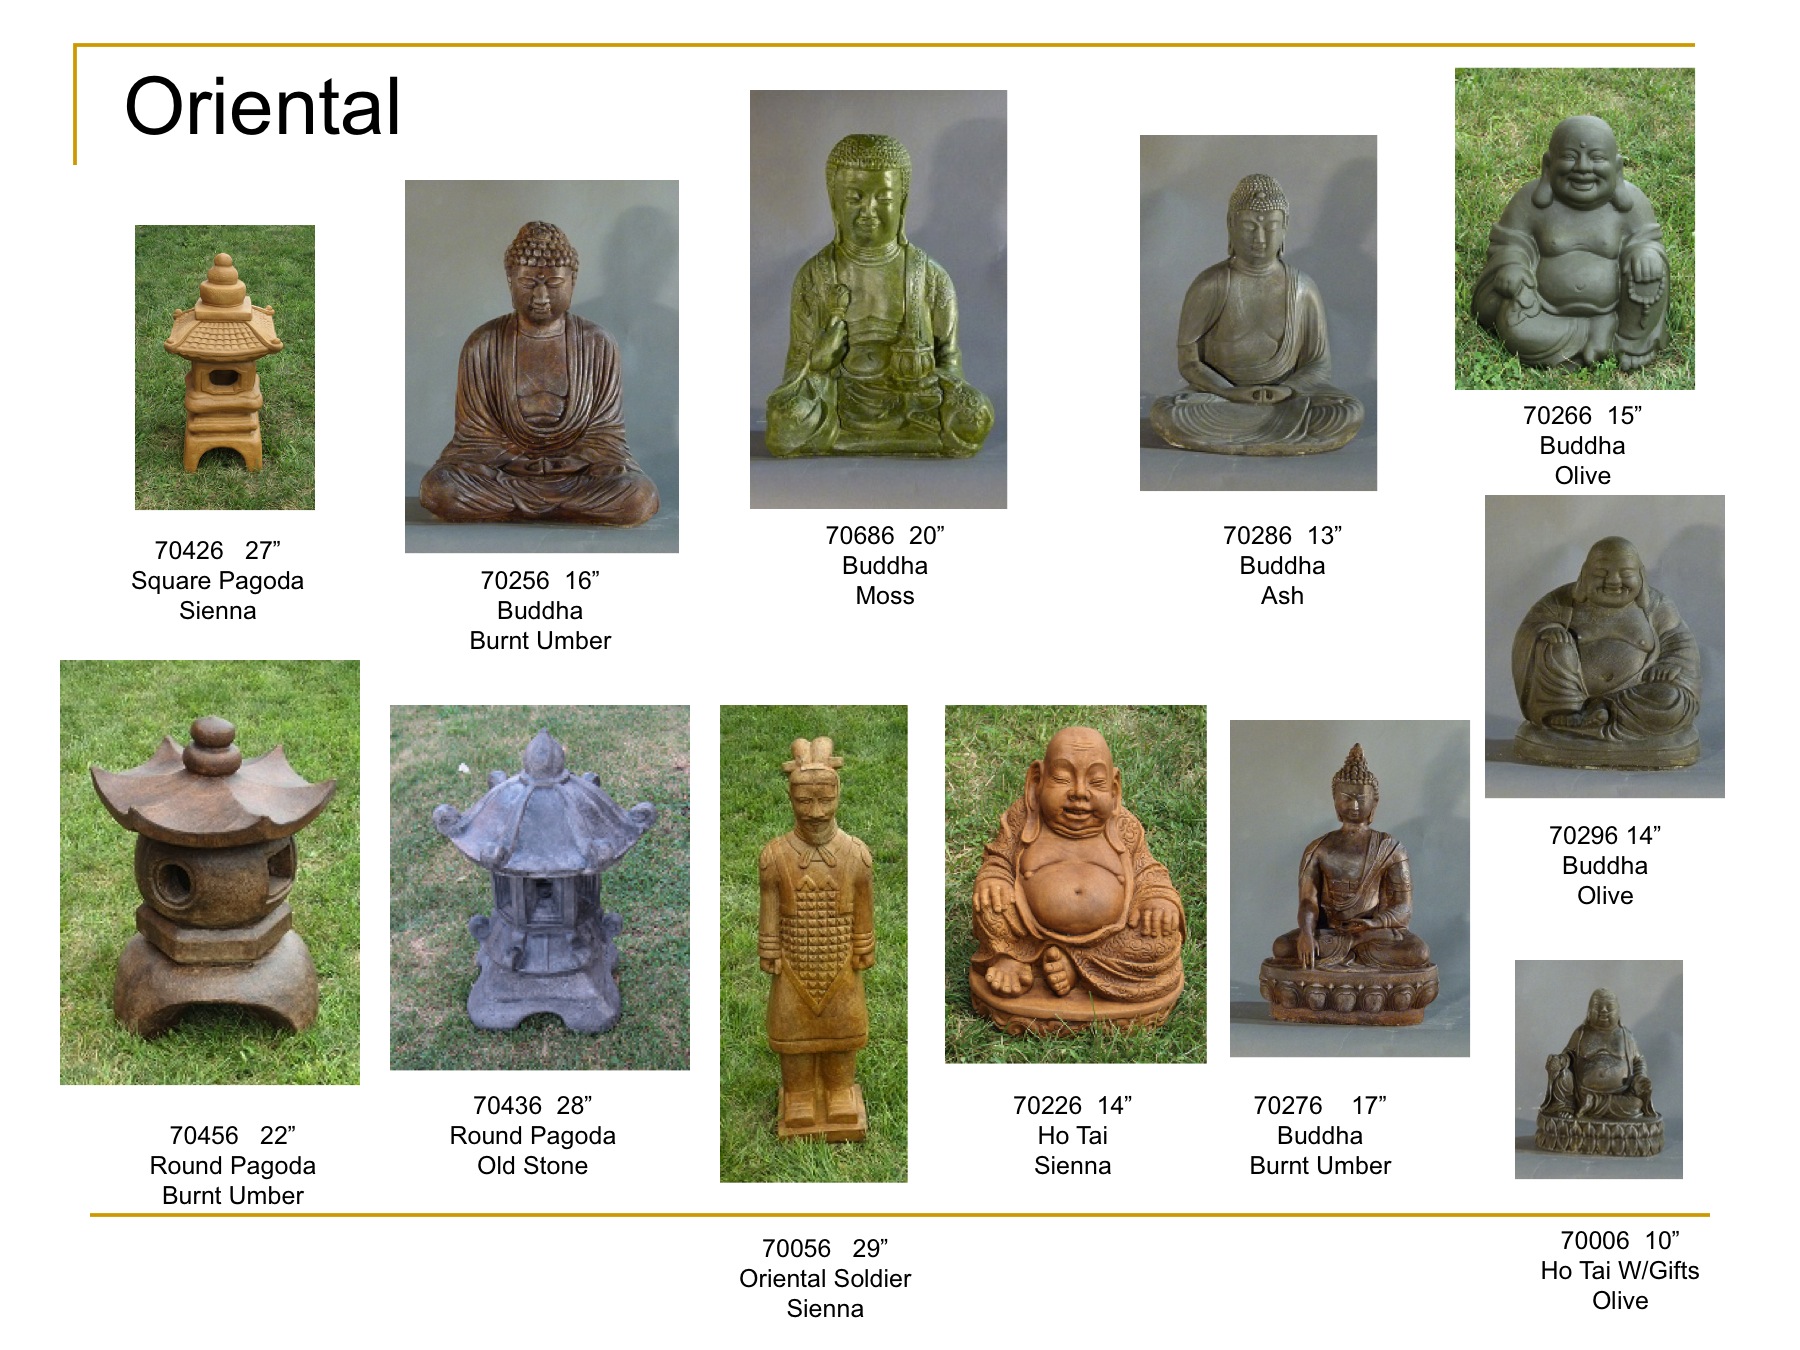 Oriental
70426 27”
Square Pagoda
Sienna
70256 16”
Buddha
Burnt Umber
70686 20”
Buddha
Moss
70286 13”
Buddha
Ash
70266 15”
Buddha
Olive
70296 14”
Buddha
Olive
70456 22”
Round Pagoda
Burnt Umber
70436 28”
Round Pagoda
Old Stone
70056 29”
Oriental Soldier
Sienna
70226 14”
Ho Tai
Sienna
70276 17”
Buddha
Burnt Umber
70006 10”
Ho Tai W/Gifts
Olive